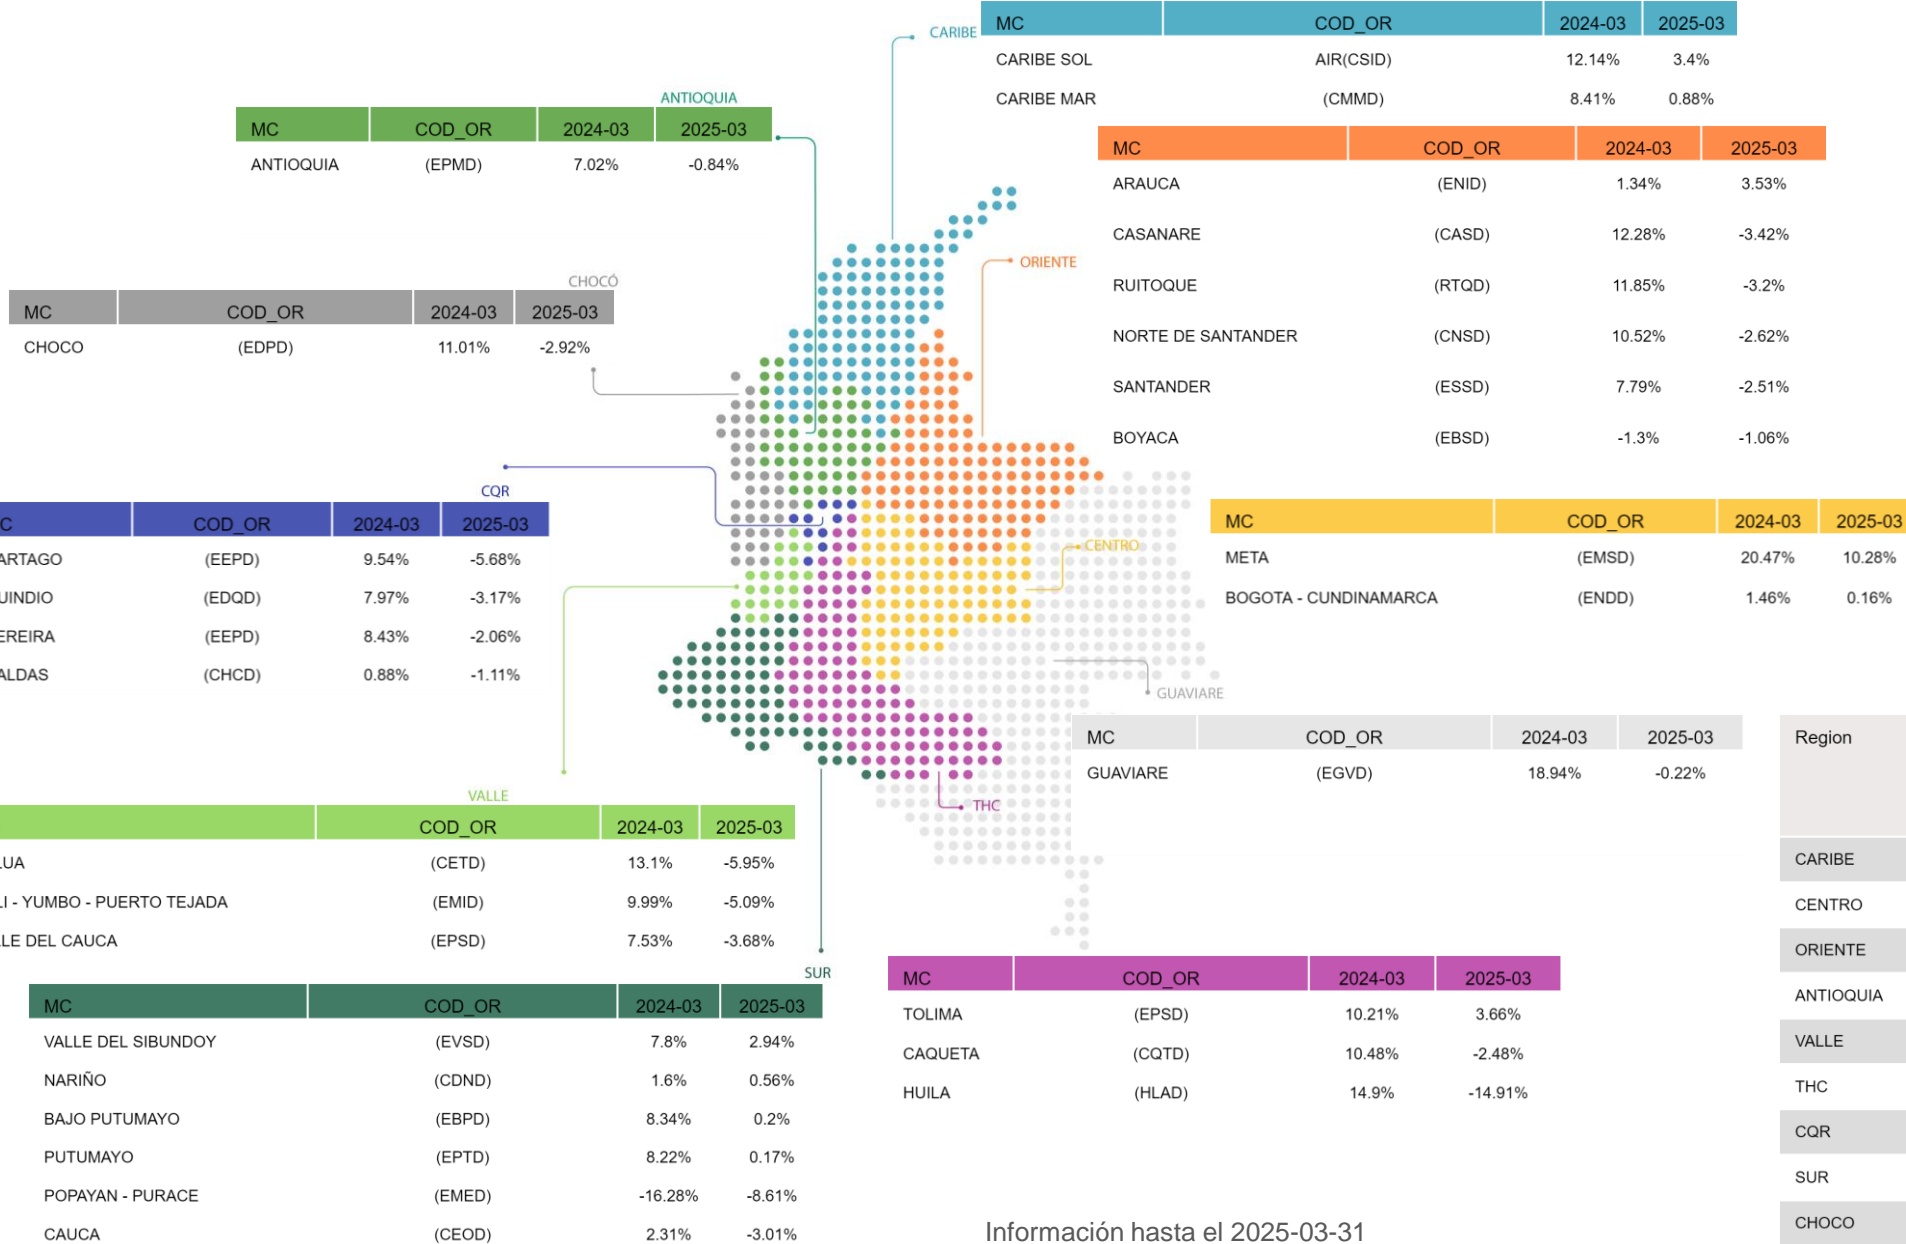 CARIBE
MC COD_OR 2024-03 2025-03
CARIBE SOL AIR(CSID) 12.14% 3.4%
CARIBE MAR (CMMD) 8.41% 0.88%
ANTIOQUIA
MC COD_OR 2024-03 2025-03
ANTIOQUIA (EPMD) 7.02% -0.84%
ORIENTE
MC COD_OR 2024-03 2025-03
ARAUCA (ENID) 1.34% 3.53%
CASANARE (CASD) 12.28% -3.42%
RUITOQUE (RTQD) 11.85% -3.2%
NORTE DE SANTANDER (CNSD) 10.52% -2.62%
SANTANDER (ESSD) 7.79% -2.51%
BOYACA (EBSD) -1.3% -1.06%
CHOCÓ
MC COD_OR 2024-03 2025-03
CHOCO (EDPD) 11.01% -2.92%
CQR
C COD_OR 2024-03 2025-03
ARTAGO (EEPD) 9.54% -5.68%
UINDIO (EDQD) 7.97% -3.17%
EREIRA (EEPD) 8.43% -2.06%
ALDAS (CHCD) 0.88% -1.11%
CENTRO
MC COD_OR 2024-03 2025-03
META (EMSD) 20.47% 10.28%
BOGOTA - CUNDINAMARCA (ENDD) 1.46% 0.16%
GUAVIARE
MC COD_OR 2024-03 2025-03
GUAVIARE (EGVD) 18.94% -0.22%
VALLE
COD_OR 2024-03 2025-03
LUA (CETD) 13.1% -5.95%
LI - YUMBO - PUERTO TEJADA (EMID) 9.99% -5.09%
LE DEL CAUCA (EPSD) 7.53% -3.68%
SUR
MC COD_OR 2024-03 2025-03
VALLE DEL SIBUNDOY (EVSD) 7.8% 2.94%
NARIÑO (CDND) 1.6% 0.56%
BAJO PUTUMAYO (EBPD) 8.34% 0.2%
PUTUMAYO (EPTD) 8.22% 0.17%
POPAYAN - PURACE (EMED) -16.28% -8.61%
CAUCA (CEOD) 2.31% -3.01%
THC
MC COD_OR 2024-03 2025-03
TOLIMA (EPSD) 10.21% 3.66%
CAQUETA (CQTD) 10.48% -2.48%
HUILA (HLAD) 14.9% -14.91%
Region
CARIBE
CENTRO
ORIENTE
ANTIOQUIA
VALLE
THC
CQR
SUR
CHOCO
Información hasta el 2025-03-31